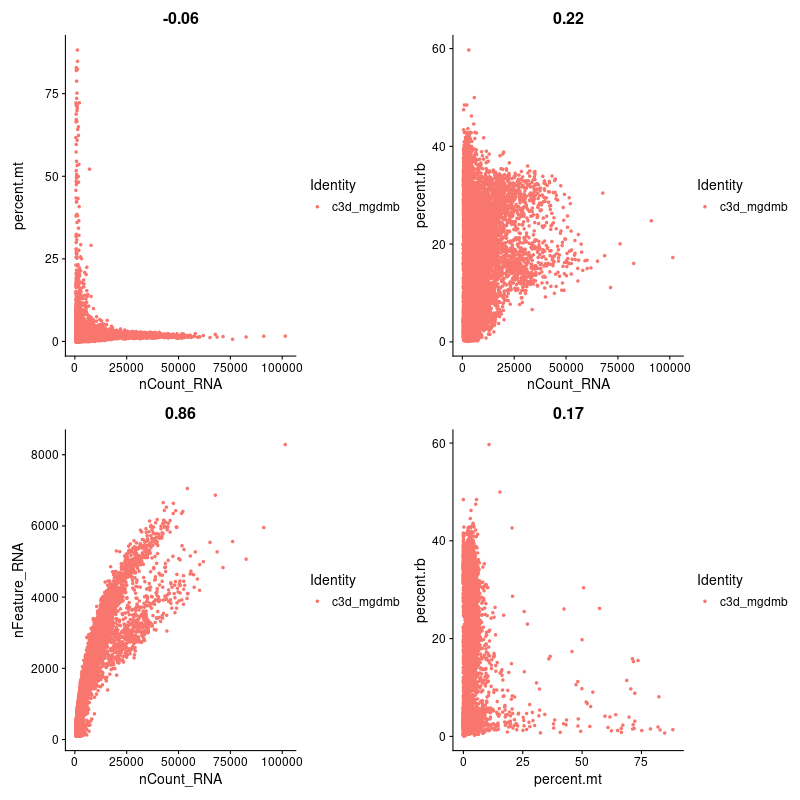 -0.06
percent.mt
75
50
25
0
0 25000 50000 75000 100000
nCount_RNA
Identity
c3d_mgdmb
0.22
percent.rb
60
40
20
0
0 25000 50000 75000 100000
nCount_RNA
Identity
c3d_mgdmb
0.86
nFeature_RNA
8000
6000
4000
2000
0
0 25000 50000 75000 100000
nCount_RNA
Identity
c3d_mgdmb
0.17
percent.rb
60
40
20
0
0 25 50 75
percent.mt
Identity
c3d_mgdmb